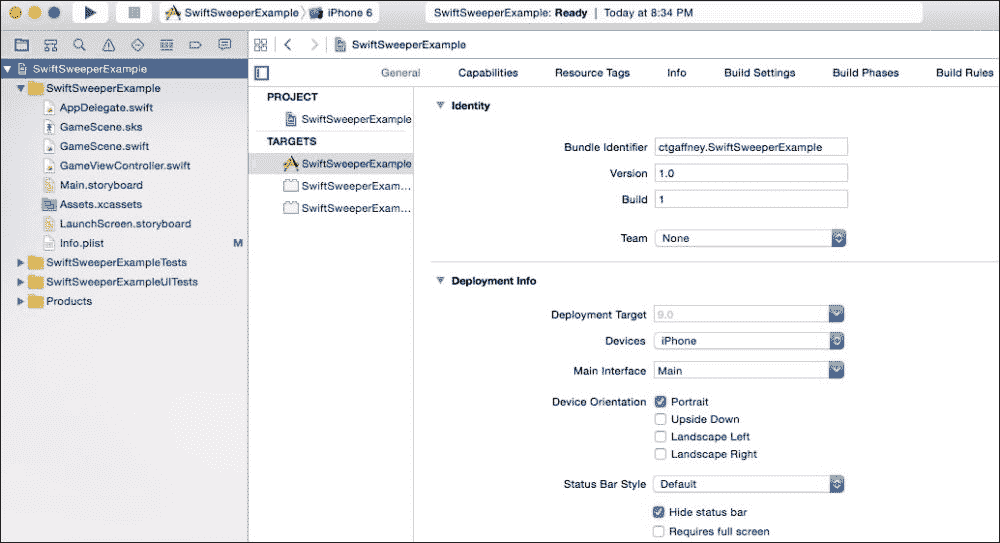 SwiftSweeperExample iPhone 6
SwiftSweeperExample: Ready | Today at 8:34 PM
SwiftSweeperExample
SwiftSweeperExample
AppDelegate.swift
GameScene.sks
GameScene.swift
GameViewController.swift
Main.storyboard
Assets.xcassets
LaunchScreen.storyboard
Info.plist M
SwiftSweeperExampleTests
SwiftSweeperExampleUITests
Products
SwiftSweeperExample
General Capabilities Resource Tags Info Build Settings Build Phases Build Rules
PROJECT
SwiftSweeperExample
TARGETS
SwiftSweeperExample
SwiftSweeperExam...
SwiftSweeperExam...
Identity
Bundle Identifier ctgaffney.SwiftSweeperExample
Version 1.0
Build 1
Team None
Deployment Info
Deployment Target 9.0
Devices iPhone
Main Interface Main
Device Orientation Portrait
Upside Down
Landscape Left
Landscape Right
Status Bar Style Default
Hide status bar
Requires full screen